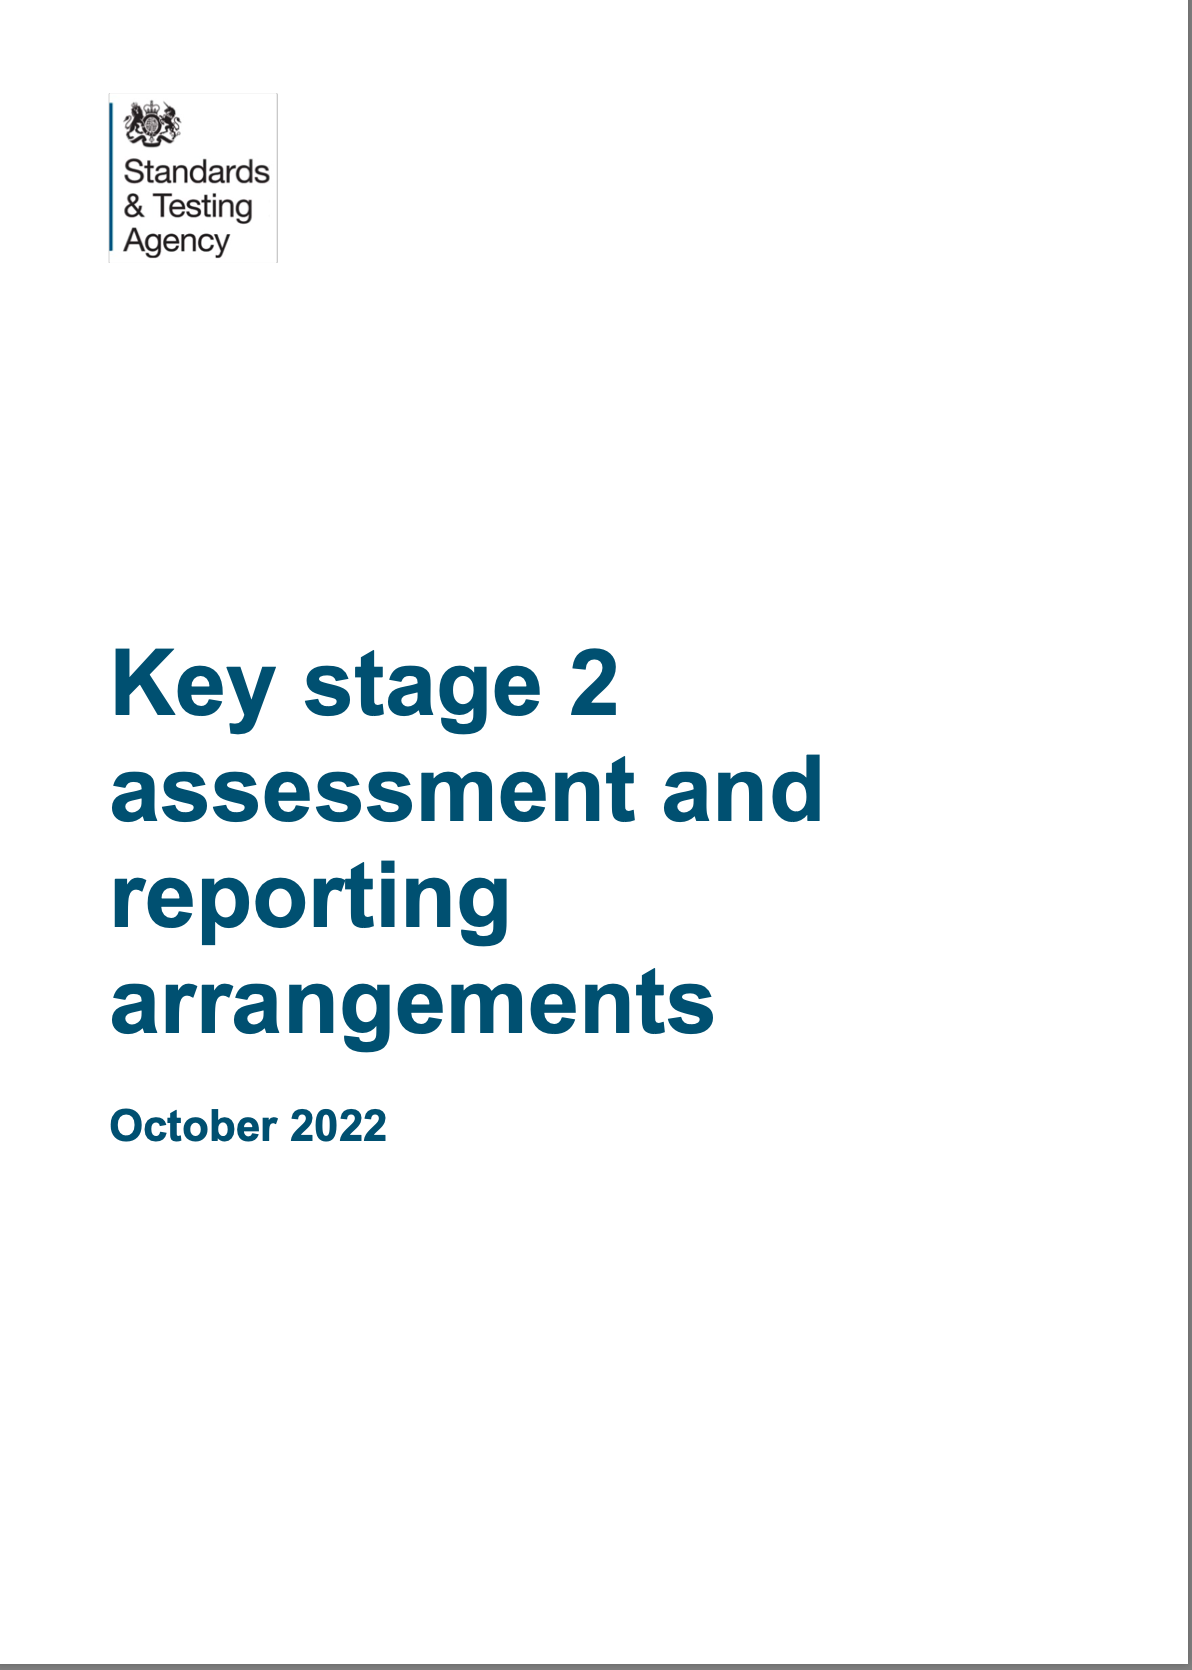 Standards
& Testing
Agency
Key stage 2
assessment and
reporting
arrangements
October 2022